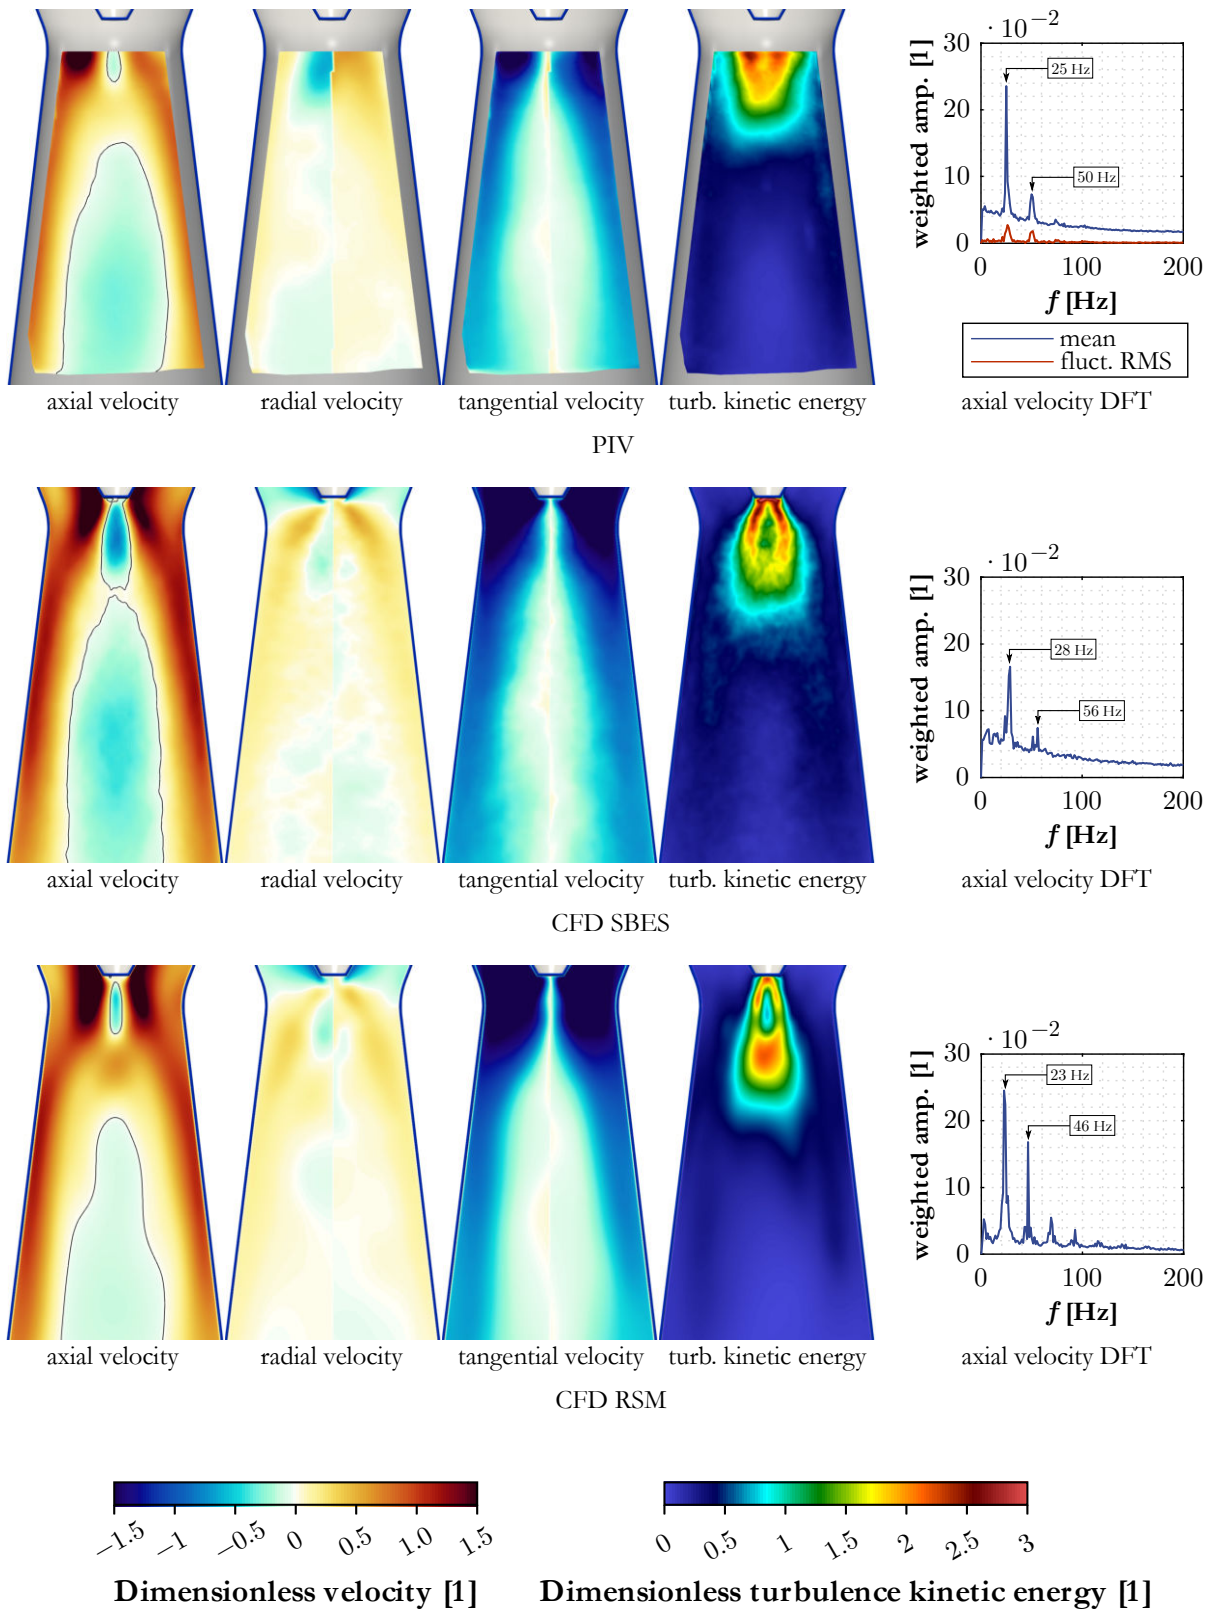 · 10⁻²
30
20
10
0
0 100 200
weighted amp. [1]
25 Hz
50 Hz
f [Hz]
mean
fluct. RMS
axial velocity radial velocity tangential velocity turb. kinetic energy axial velocity DFT
PIV
· 10⁻²
30
20
10
0
0 100 200
weighted amp. [1]
28 Hz
56 Hz
f [Hz]
axial velocity radial velocity tangential velocity turb. kinetic energy axial velocity DFT
CFD SBES
· 10⁻²
30
20
10
0
0 100 200
weighted amp. [1]
23 Hz
46 Hz
f [Hz]
axial velocity radial velocity tangential velocity turb. kinetic energy axial velocity DFT
CFD RSM
−1.5 −1 −0.5 0 0.5 1.0 1.5
Dimensionless velocity [1]
0 0.5 1 1.5 2 2.5 3
Dimensionless turbulence kinetic energy [1]